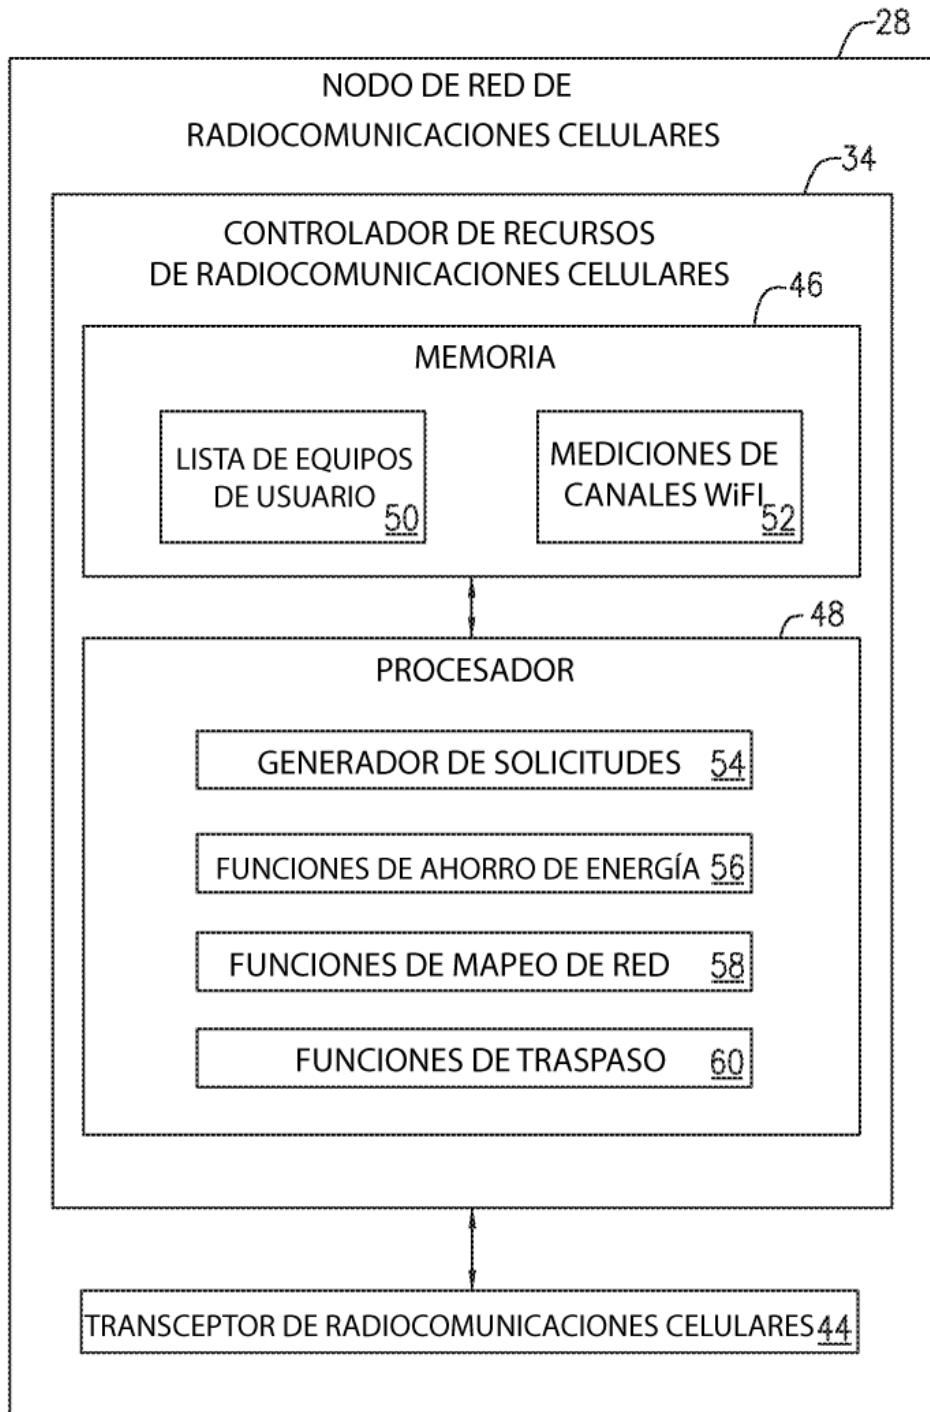 28
NODO DE RED DE
RADIOCOMUNICACIONES CELULARES
34
CONTROLADOR DE RECURSOS
DE RADIOCOMUNICACIONES CELULARES
46
MEMORIA
LISTA DE EQUIPOS
DE USUARIO 50
MEDICIONES DE
CANALES WiFI 52
48
PROCESADOR
GENERADOR DE SOLICITUDES 54
FUNCIONES DE AHORRO DE ENERGÍA 56
FUNCIONES DE MAPEO DE RED 58
FUNCIONES DE TRASPASO 60
TRANSCEPTOR DE RADIOCOMUNICACIONES CELULARES 44